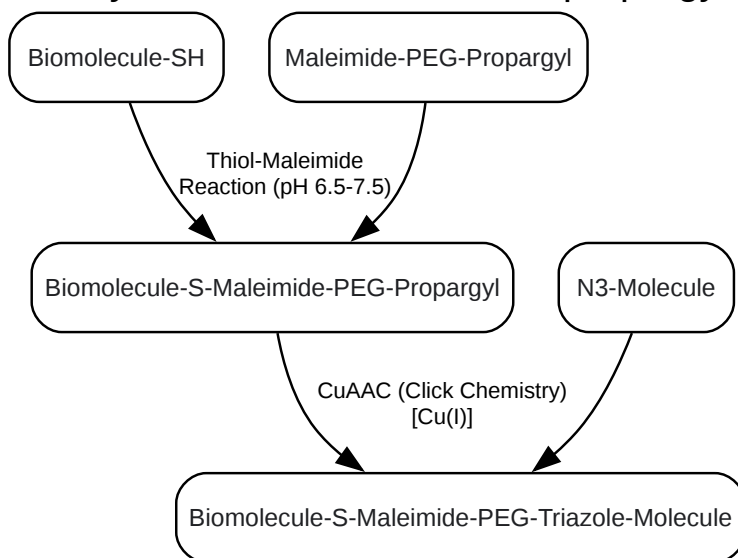 Biomolecule-SH
Maleimide-PEG-Propargyl
Thiol-Maleimide
Reaction (pH 6.5-7.5)
Biomolecule-S-Maleimide-PEG-Propargyl
N3-Molecule
CuAAC (Click Chemistry)
[Cu(I)]
Biomolecule-S-Maleimide-PEG-Triazole-Molecule